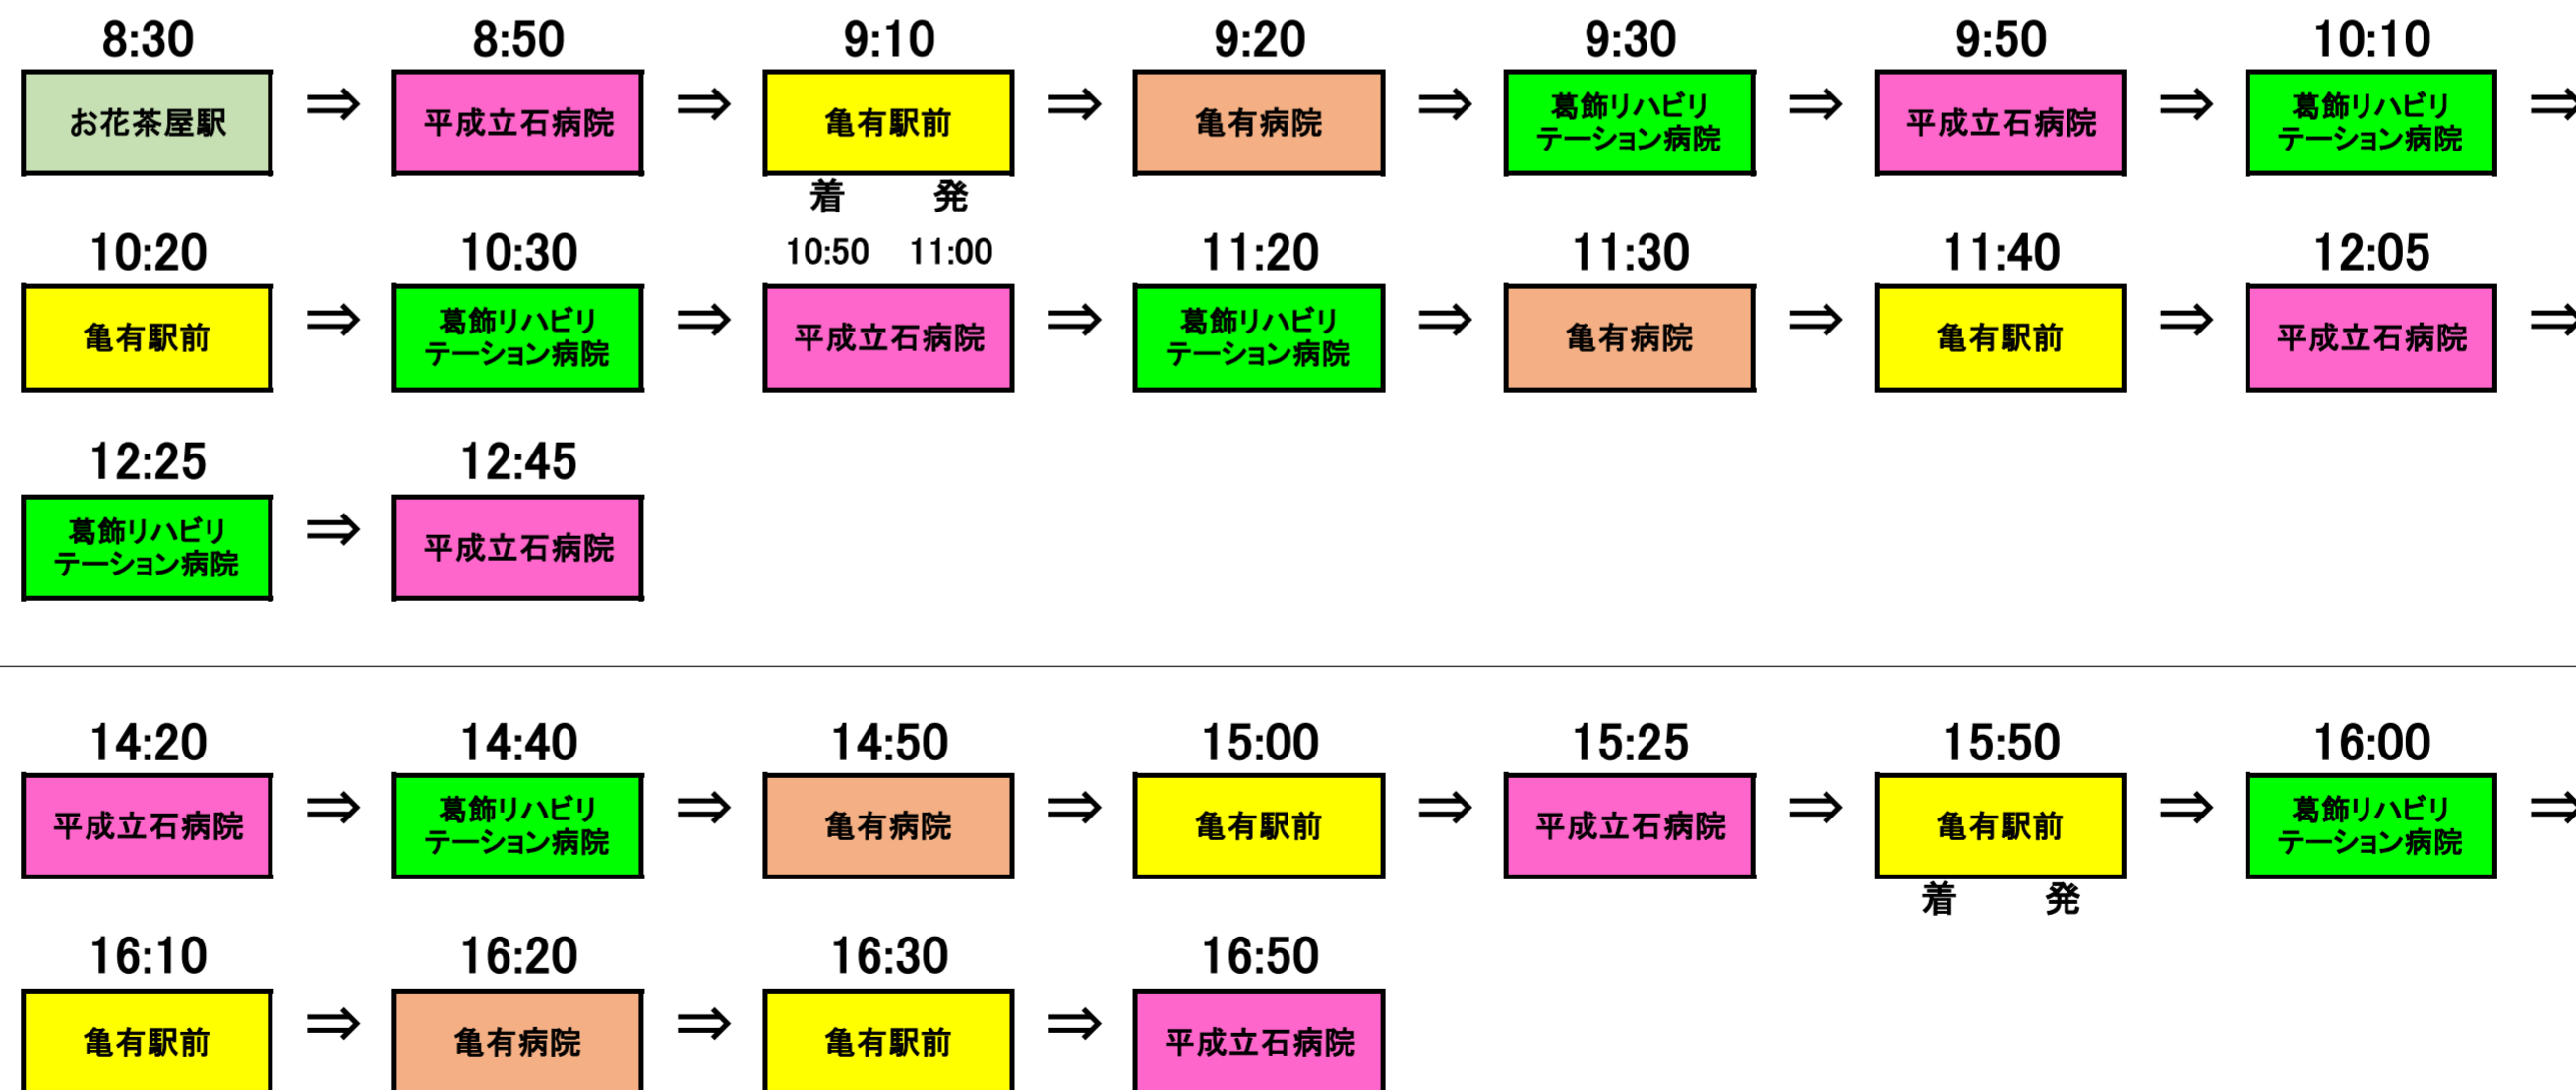 8:30 8:50 9:10 9:20 9:30 9:50 10:10
お花茶屋駅 ⇒ 平成立石病院 ⇒ 亀有駅前 ⇒ 亀有病院 ⇒ 葛飾リハビリ ⇒ 平成立石病院 ⇒ 葛飾リハビリ ⇒
テーション病院 テーション病院
着 発
10:20 10:30 10:50 11:00 11:20 11:30 11:40 12:05
亀有駅前 ⇒ 葛飾リハビリ ⇒ 平成立石病院 ⇒ 葛飾リハビリ ⇒ 亀有病院 ⇒ 亀有駅前 ⇒ 平成立石病院 ⇒
テーション病院 テーション病院
12:25 12:45
葛飾リハビリ ⇒ 平成立石病院
テーション病院
14:20 14:40 14:50 15:00 15:25 15:50 16:00
平成立石病院 ⇒ 葛飾リハビリ ⇒ 亀有病院 ⇒ 亀有駅前 ⇒ 平成立石病院 ⇒ 亀有駅前 ⇒ 葛飾リハビリ ⇒
テーション病院 テーション病院
着 発
16:10 16:20 16:30 16:50
亀有駅前 ⇒ 亀有病院 ⇒ 亀有駅前 ⇒ 平成立石病院